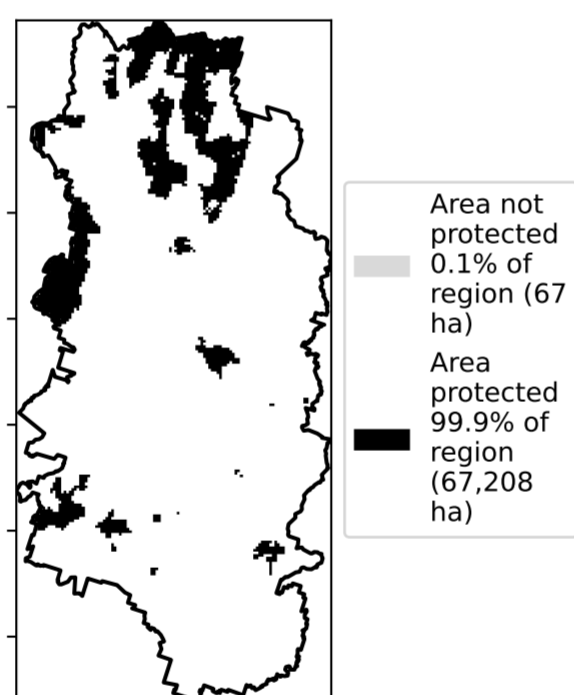 Area not
protected
0.1% of
region (67
ha)
Area
protected
99.9% of
region
(67,208
ha)